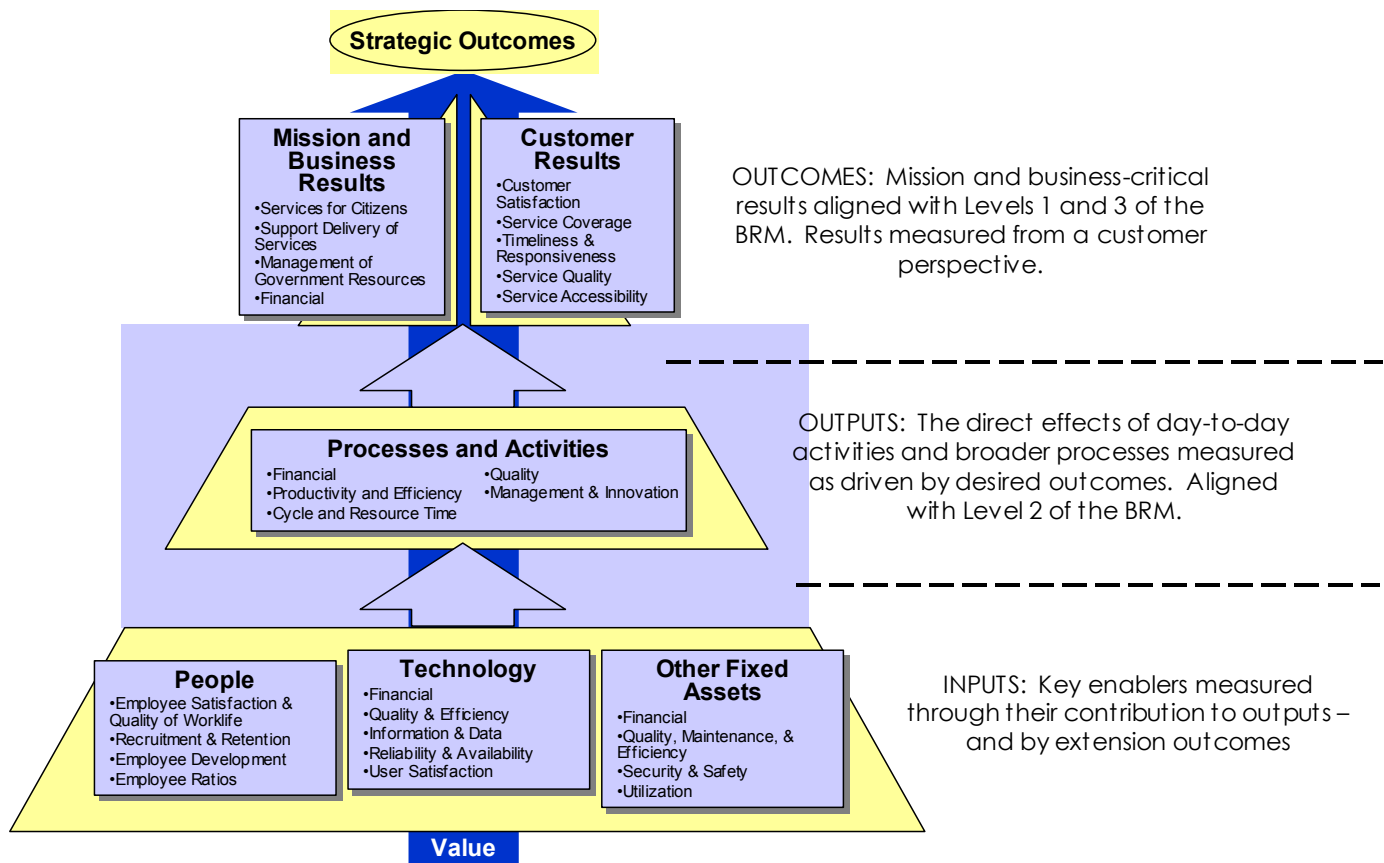 Strategic Outcomes
Mission and
Business
Results
•Services for Citizens
•Support Delivery of
Services
•Management of
Government Resources
•Financial
Customer
Results
•Customer
Satisfaction
•Service Coverage
•Timeliness &
Responsiveness
•Service Quality
•Service Accessibility
OUTCOMES: Mission and business-critical
results aligned with Levels 1 and 3 of the
BRM. Results measured from a customer
perspective.
Processes and Activities
•Financial
•Productivity and Efficiency
•Cycle and Resource Time
•Quality
•Management & Innovation
OUTPUTS: The direct effects of day-to-day
activities and broader processes measured
as driven by desired outcomes. Aligned
with Level 2 of the BRM.
People
•Employee Satisfaction &
Quality of Worklife
•Recruitment & Retention
•Employee Development
•Employee Ratios
Technology
•Financial
•Quality & Efficiency
•Information & Data
•Reliability & Availability
•User Satisfaction
Other Fixed
Assets
•Financial
•Quality, Maintenance, &
Efficiency
•Security & Safety
•Utilization
INPUTS: Key enablers measured
through their contribution to outputs –
and by extension outcomes
Value